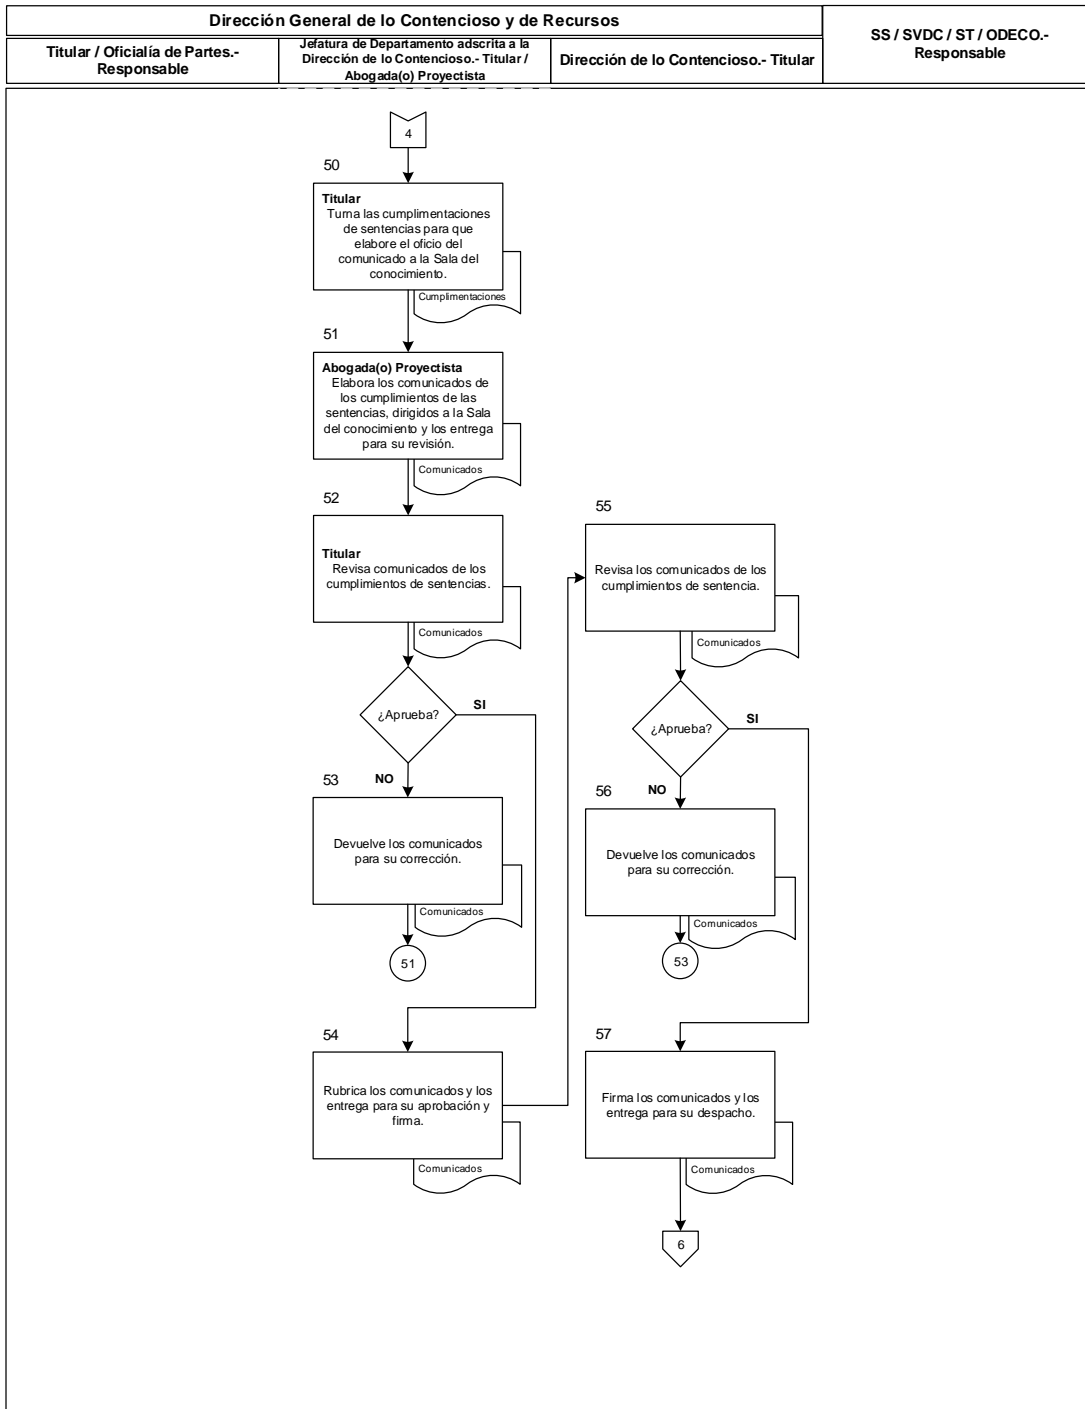 Dirección General de lo Contencioso y de Recursos
Titular / Oficialía de Partes.-
Responsable
Jefatura de Departamento adscrita a la
Dirección de lo Contencioso.- Titular /
Abogada(o) Proyectista
Dirección de lo Contencioso.- Titular
SS / SVDC / ST / ODECO.-
Responsable
4
50
Titular
Turna las cumplimentaciones
de sentencias para que
elabore el oficio del
comunicado a la Sala del
conocimiento.
Cumplimentaciones
51
Abogada(o) Proyectista
Elabora los comunicados de
los cumplimientos de las
sentencias, dirigidos a la Sala
del conocimiento y los entrega
para su revisión.
Comunicados
52
Titular
Revisa comunicados de los
cumplimientos de sentencias.
Comunicados
¿Aprueba?
SI
NO
53
Devuelve los comunicados
para su corrección.
Comunicados
51
54
Rubrica los comunicados y los
entrega para su aprobación y
firma.
Comunicados
55
Revisa los comunicados de los
cumplimientos de sentencia.
Comunicados
¿Aprueba?
SI
NO
56
Devuelve los comunicados
para su corrección.
Comunicados
53
57
Firma los comunicados y los
entrega para su despacho.
Comunicados
6